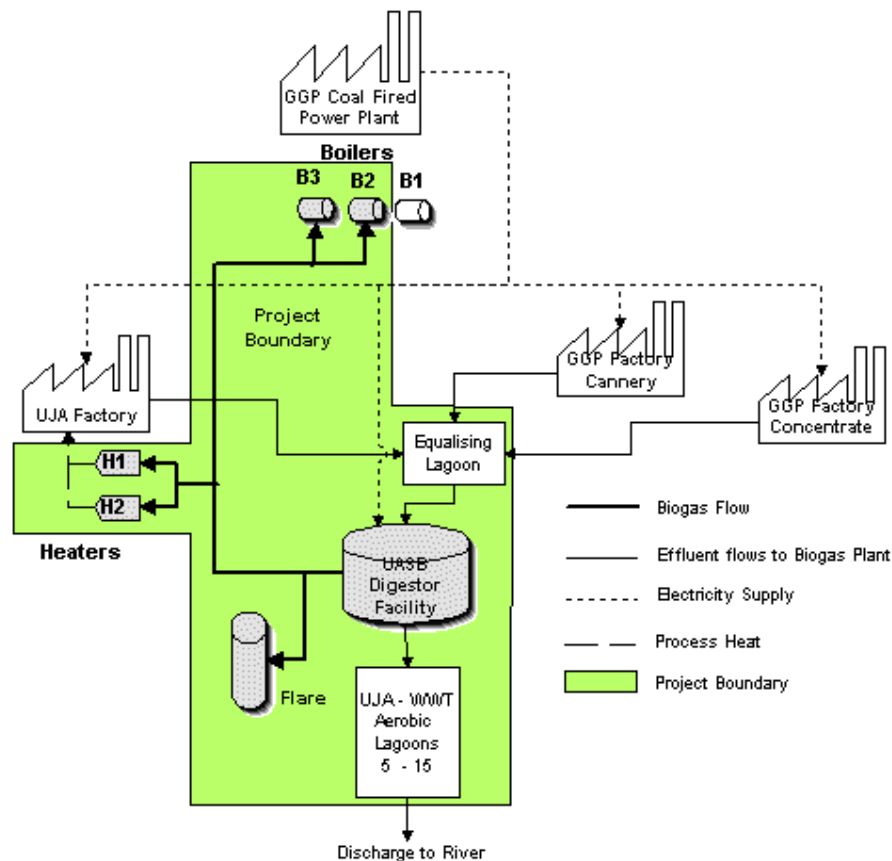 GGP Coal Fired
Power Plant
Boilers
B3
B2
B1
Project
Boundary
GGP Factory
Cannery
UJA Factory
GGP Factory
Concentrate
Equalising
Lagoon
H1
H2
Heaters
UASB
Digestor
Facility
Flare
UJA - WWT
Aerobic
Lagoons
5 - 15
Discharge to River
Biogas Flow
Effluent flows to Biogas Plant
Electricity Supply
Process Heat
Project Boundary